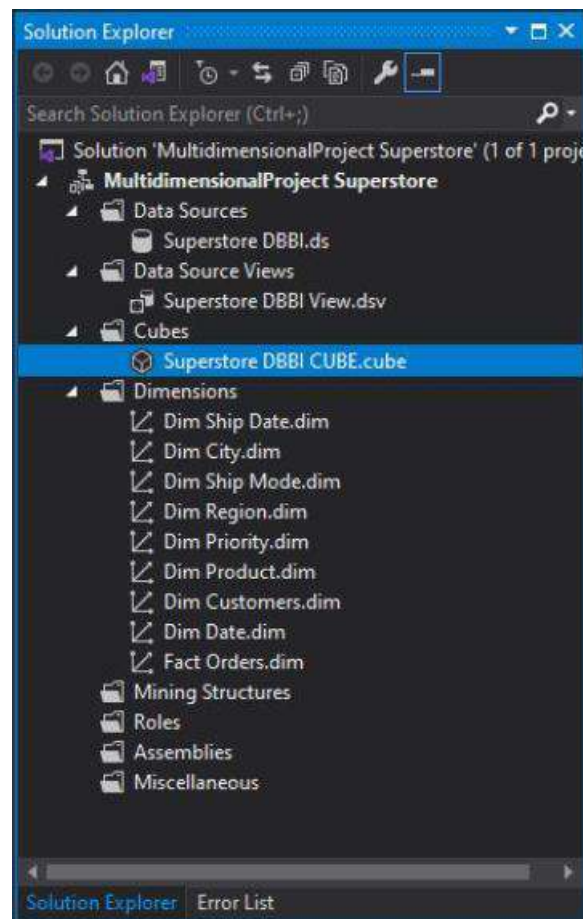 Solution Explorer
Search Solution Explorer (Ctrl+;)
Solution 'MultidimensionalProject Superstore' (1 of 1 proje
MultidimensionalProject Superstore
Data Sources
Superstore DBBI.ds
Data Source Views
Superstore DBBI View.dsv
Cubes
Superstore DBBI CUBE.cube
Dimensions
Dim Ship Date.dim
Dim City.dim
Dim Ship Mode.dim
Dim Region.dim
Dim Priority.dim
Dim Product.dim
Dim Customers.dim
Dim Date.dim
Fact Orders.dim
Mining Structures
Roles
Assemblies
Miscellaneous
Solution Explorer Error List